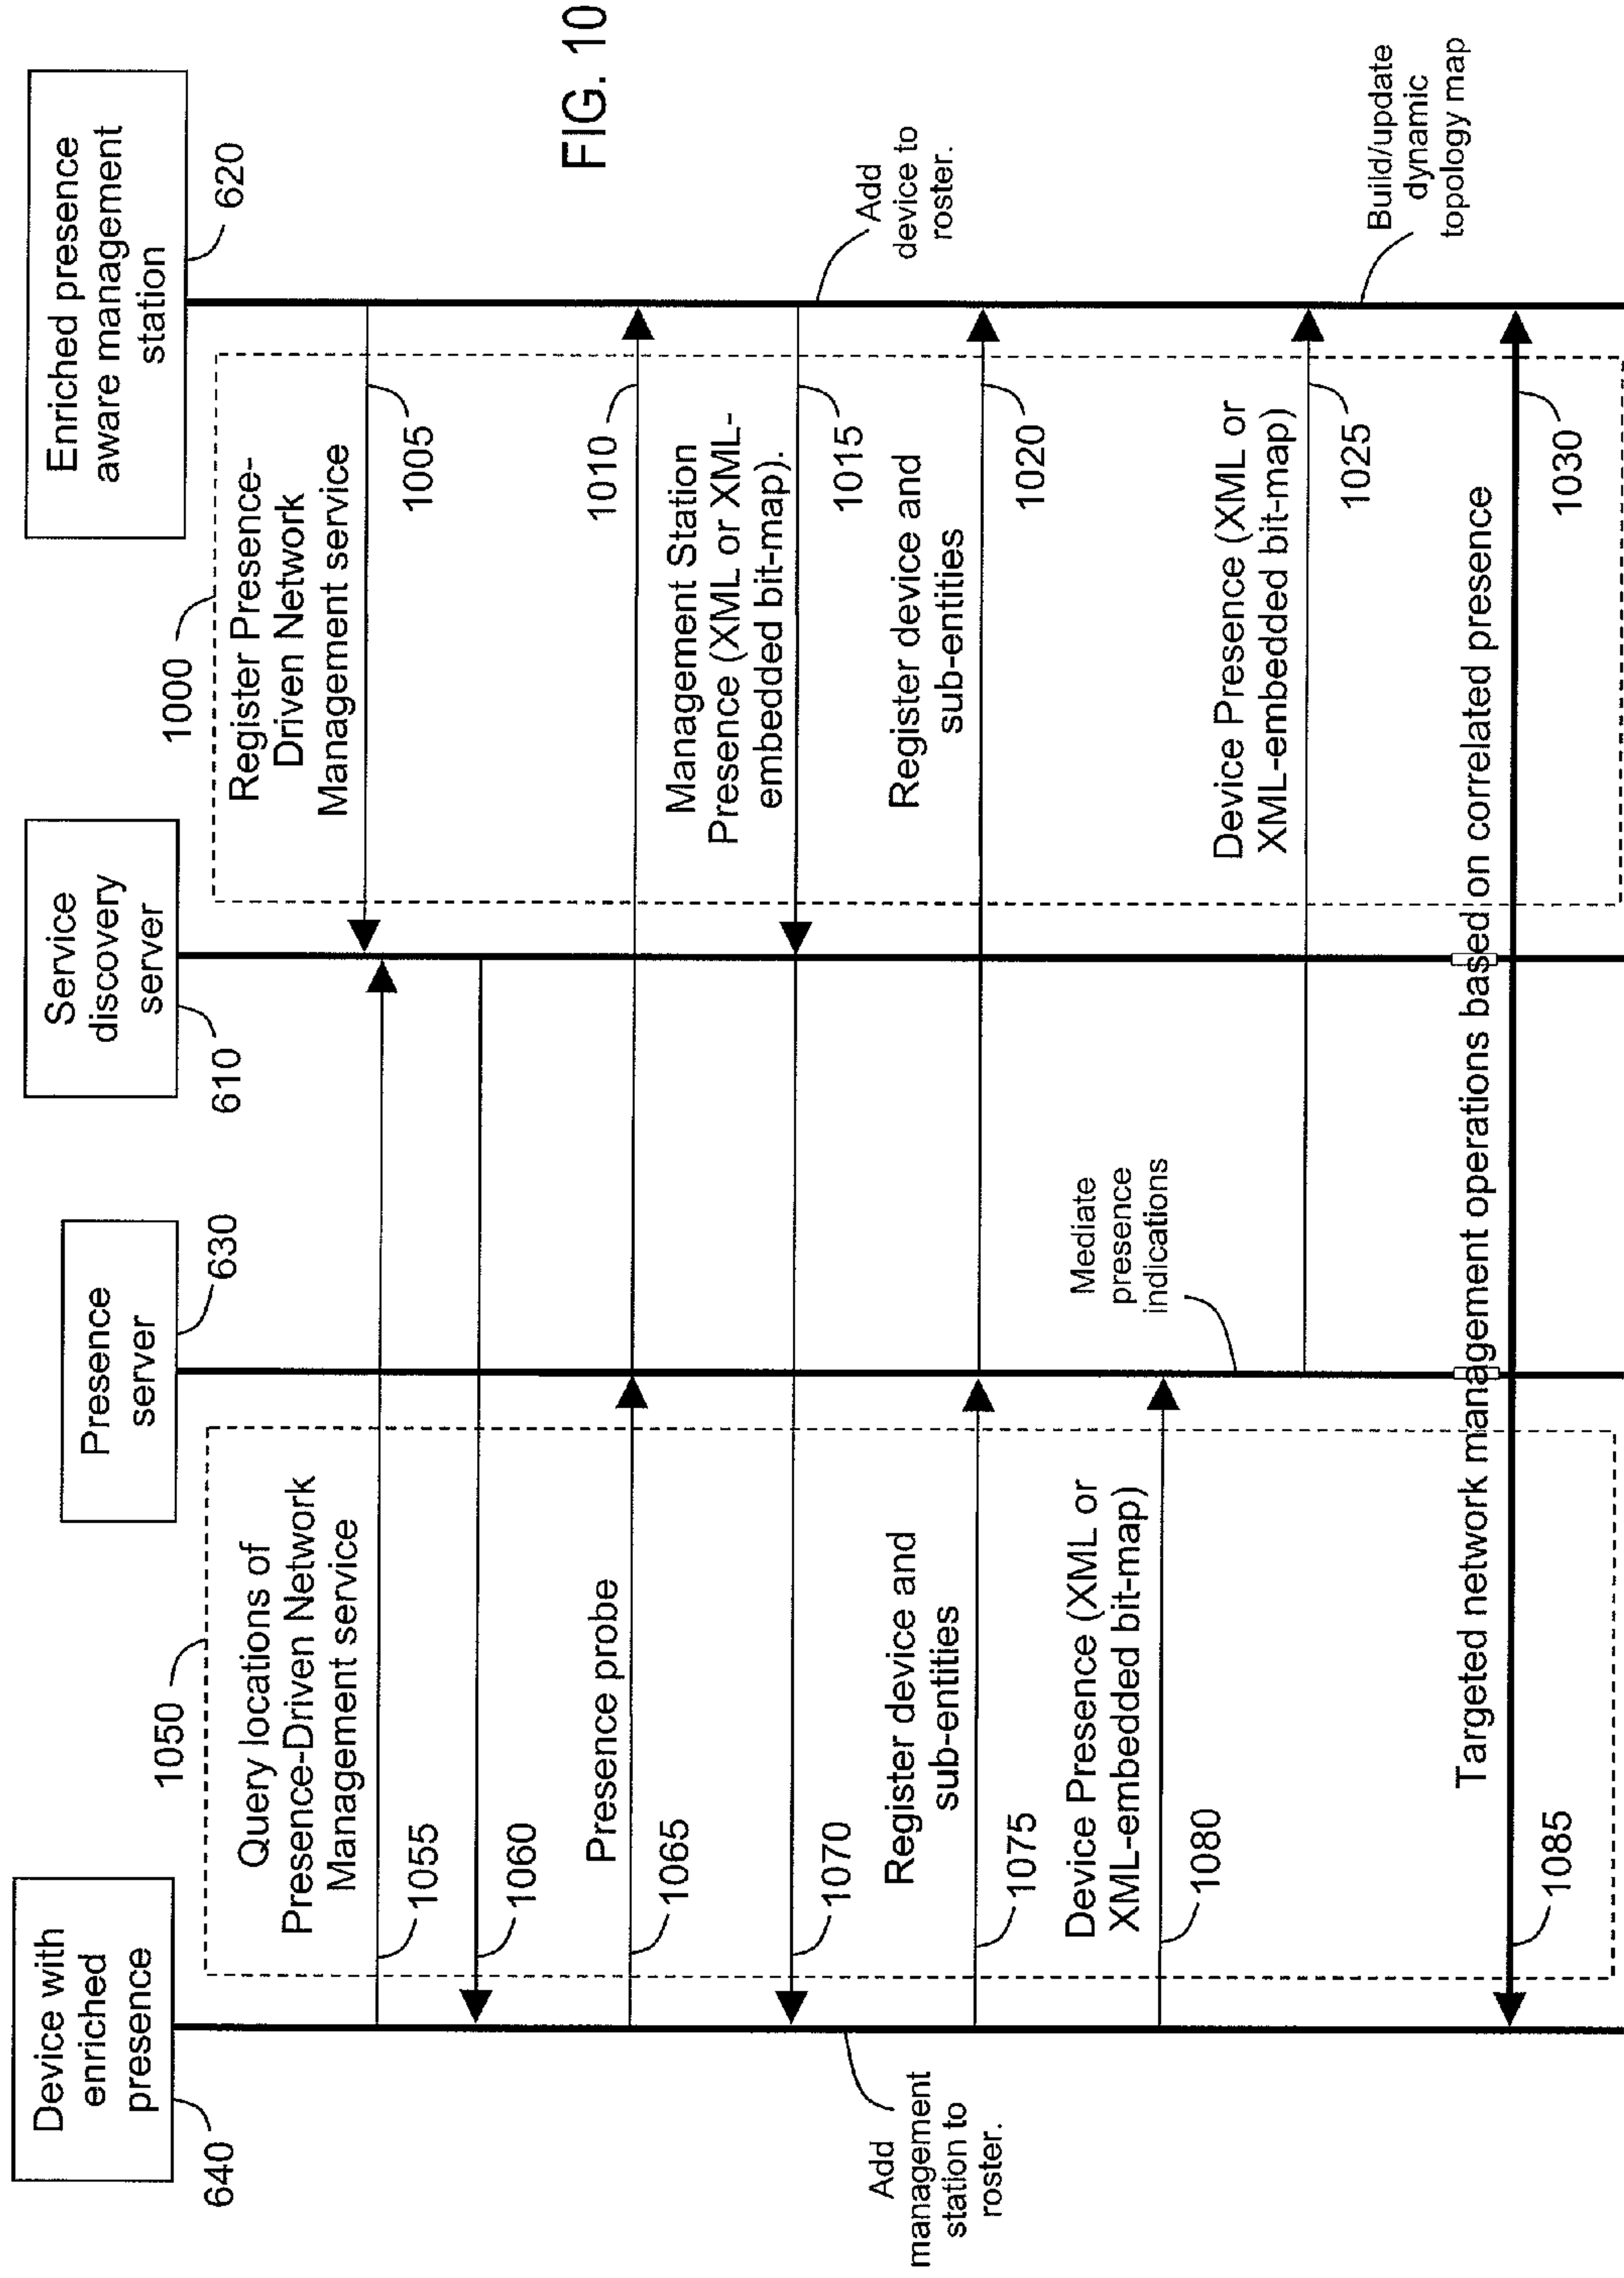 Device with
enriched
presence
640
Presence
server
630
Service
discovery
server
610
Enriched presence
aware management
station
620
1050
1000
Query locations of
Presence-Driven Network
Management service
1055
Register Presence-
Driven Network
Management service
1005
1060
Presence probe
1065
1010
Management Station
Presence (XML or XML-
embedded bit-map).
1015
1070
Add
management
station to
roster.
Add
device to
roster.
Register device and
sub-entities
1075
Register device and
sub-entities
1020
Device Presence (XML or
XML-embedded bit-map)
1080
Mediate
presence
indications
Device Presence (XML or
XML-embedded bit-map)
1025
Build/update
dynamic
topology map
Targeted network management operations based on correlated presence
1085
1030
FIG. 10